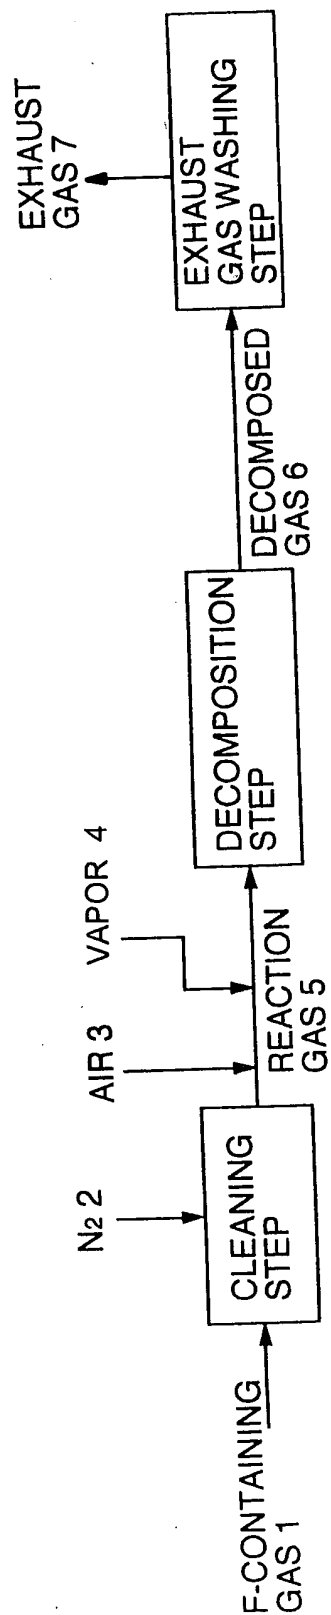 F-CONTAINING
GAS 1
N2 2
CLEANING
STEP
AIR 3
VAPOR 4
REACTION
GAS 5
DECOMPOSITION
STEP
DECOMPOSED
GAS 6
EXHAUST
GAS WASHING
STEP
EXHAUST
GAS 7